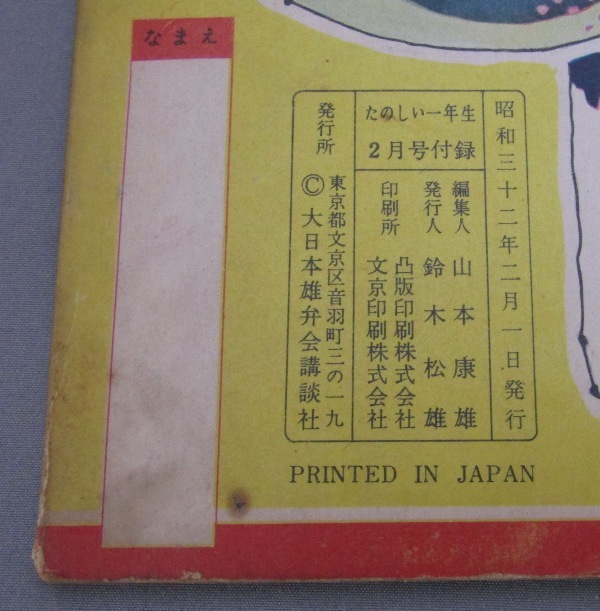 なまえ
昭和三十二年二月一日発行
たのしい一年生
2月号付録
編集人 山本康雄
発行人 鈴木松雄
印刷所 凸版印刷株式会社
文京印刷株式会社
発行所 東京都文京区音羽町三の一九
©大日本雄弁会講談社
PRINTED IN JAPAN